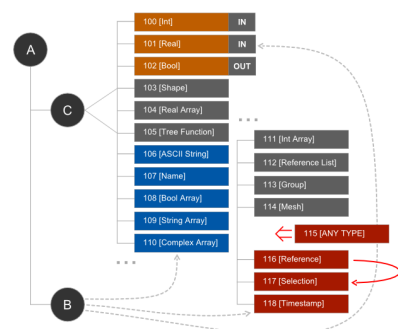 A
C
B
100 [Int] IN
101 [Real] IN
102 [Bool] OUT
103 [Shape]
104 [Real Array]
105 [Tree Function]
106 [ASCII String]
107 [Name]
108 [Bool Array]
109 [String Array]
110 [Complex Array]
111 [Int Array]
112 [Reference List]
113 [Group]
114 [Mesh]
115 [ANY TYPE]
116 [Reference]
117 [Selection]
118 [Timestamp]